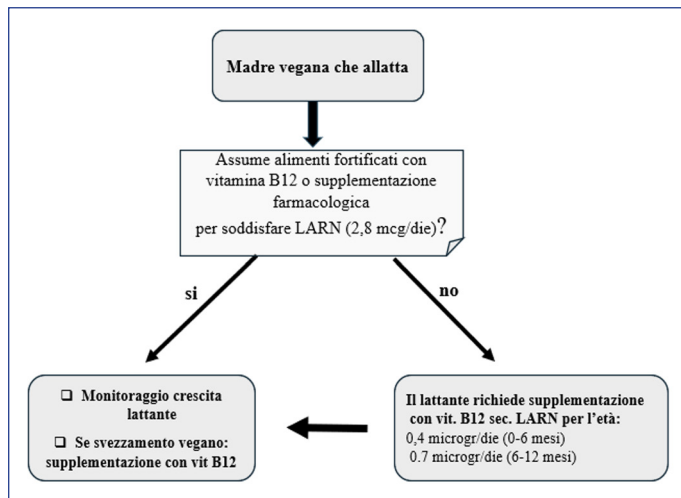 Madre vegana che allatta
Assume alimenti fortificati con
vitamina B12 o supplementazione
farmacologica
per soddisfare LARN (2,8 mcg/die)?
si
no
❑ Monitoraggio crescita
lattante
❑ Se svezzamento vegano:
supplementazione con vit B12
Il lattante richiede supplementazione
con vit. B12 sec. LARN per l'età:
0,4 microgr/die (0-6 mesi)
0.7 microgr/die (6-12 mesi)